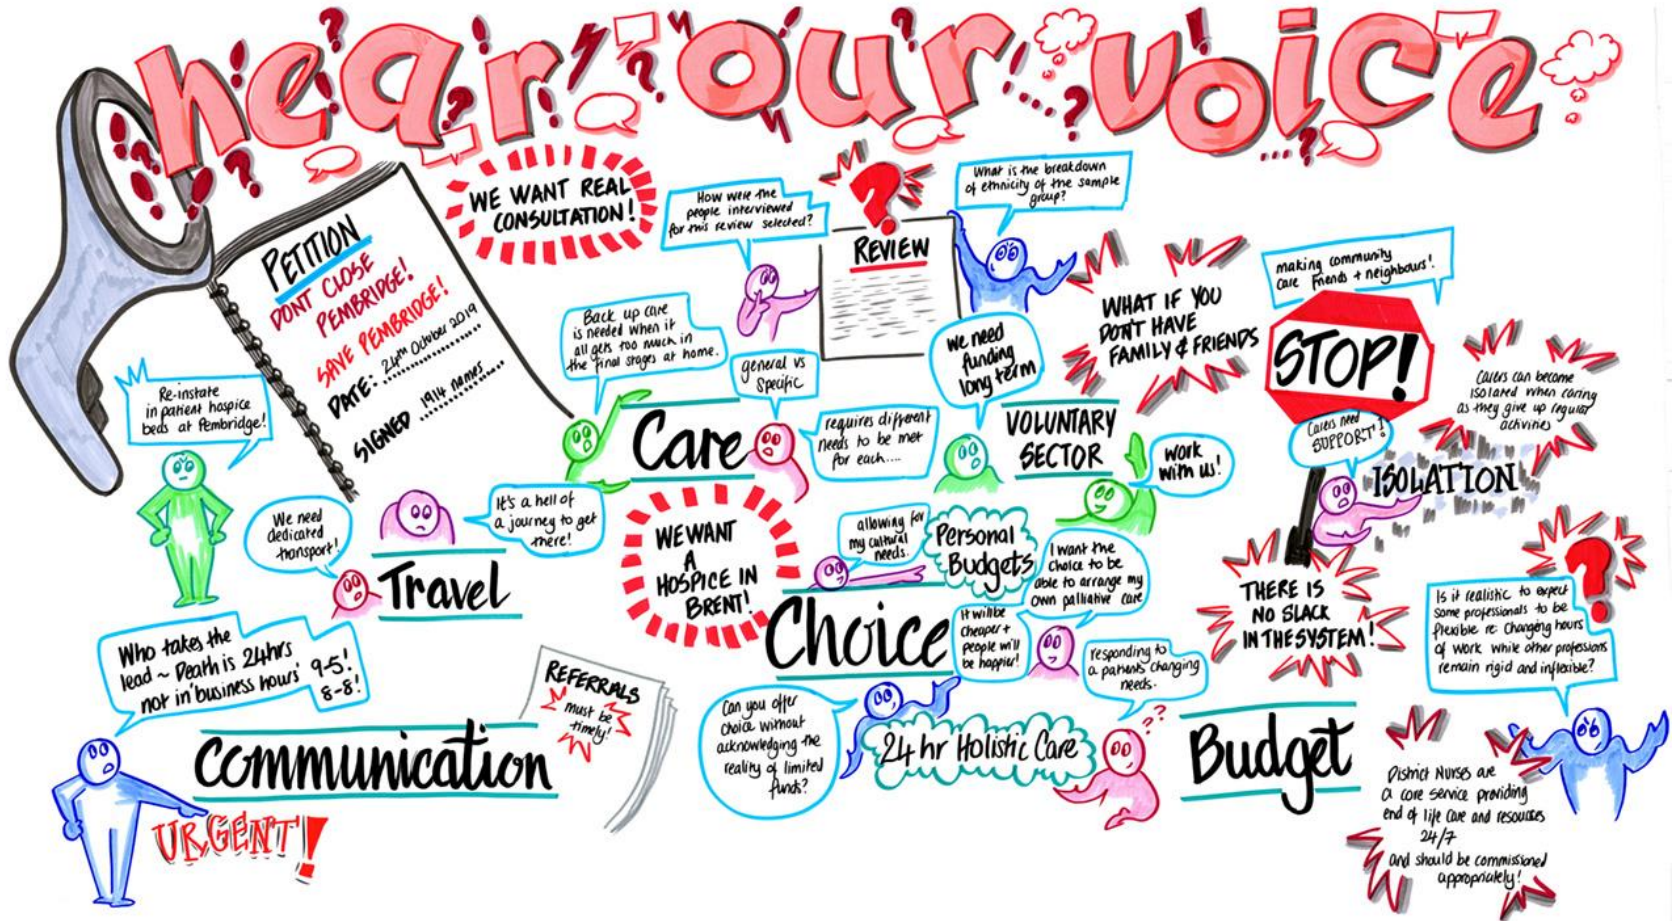 hear our voice
PETITION
DONT CLOSE
PEMBRIDGE!
SAVE PEMBRIDGE!
DATE: 24th October 2019
SIGNED 1914 names
WE WANT REAL
CONSULTATION!
How were the
people interviewed
for this review selected?
?
REVIEW
What is the breakdown
of ethnicity of the sample
group?
WHAT IF YOU
DON'T HAVE
FAMILY & FRIENDS
making community
care friends + neighbours!
STOP!
Carers need
SUPPORT!
Carers can become
isolated when caring
as they give up regular
activities
ISOLATION
Re-instate
in patient hospice
beds at Pembridge!
Back up care
is needed when it
all gets too much in
the final stages at home.
general vs
specific
Care
requires different
needs to be met
for each....
we need
funding
long term
VOLUNTARY
SECTOR
work
with us!
We need
dedicated
transport!
It's a hell of
a journey to get
there!
Travel
WE WANT
A
HOSPICE IN
BRENT!
allowing for
my cultural
needs.
Personal
Budgets
I want the
choice to be
able to arrange my
own palliative care
Choice
It will be
cheaper +
people will
be happier!
responding to
a patients changing
needs.
Can you offer
choice without
acknowledging the
reality of limited
funds?
24 hr Holistic Care
??
THERE IS
NO SLACK
IN THE SYSTEM!
?
Is it realistic to expect
some professionals to be
flexible re: changing hours
of work while other professions
remain rigid and inflexible?
Who takes the
lead ~ Death is 24hrs
not in 'business hours' 9-5!
8-8!
REFERRALS
must be
timely!
Communication
URGENT!
Budget
District Nurses are
a core service providing
end of life care and resources
24/7
and should be commissioned
appropriately!